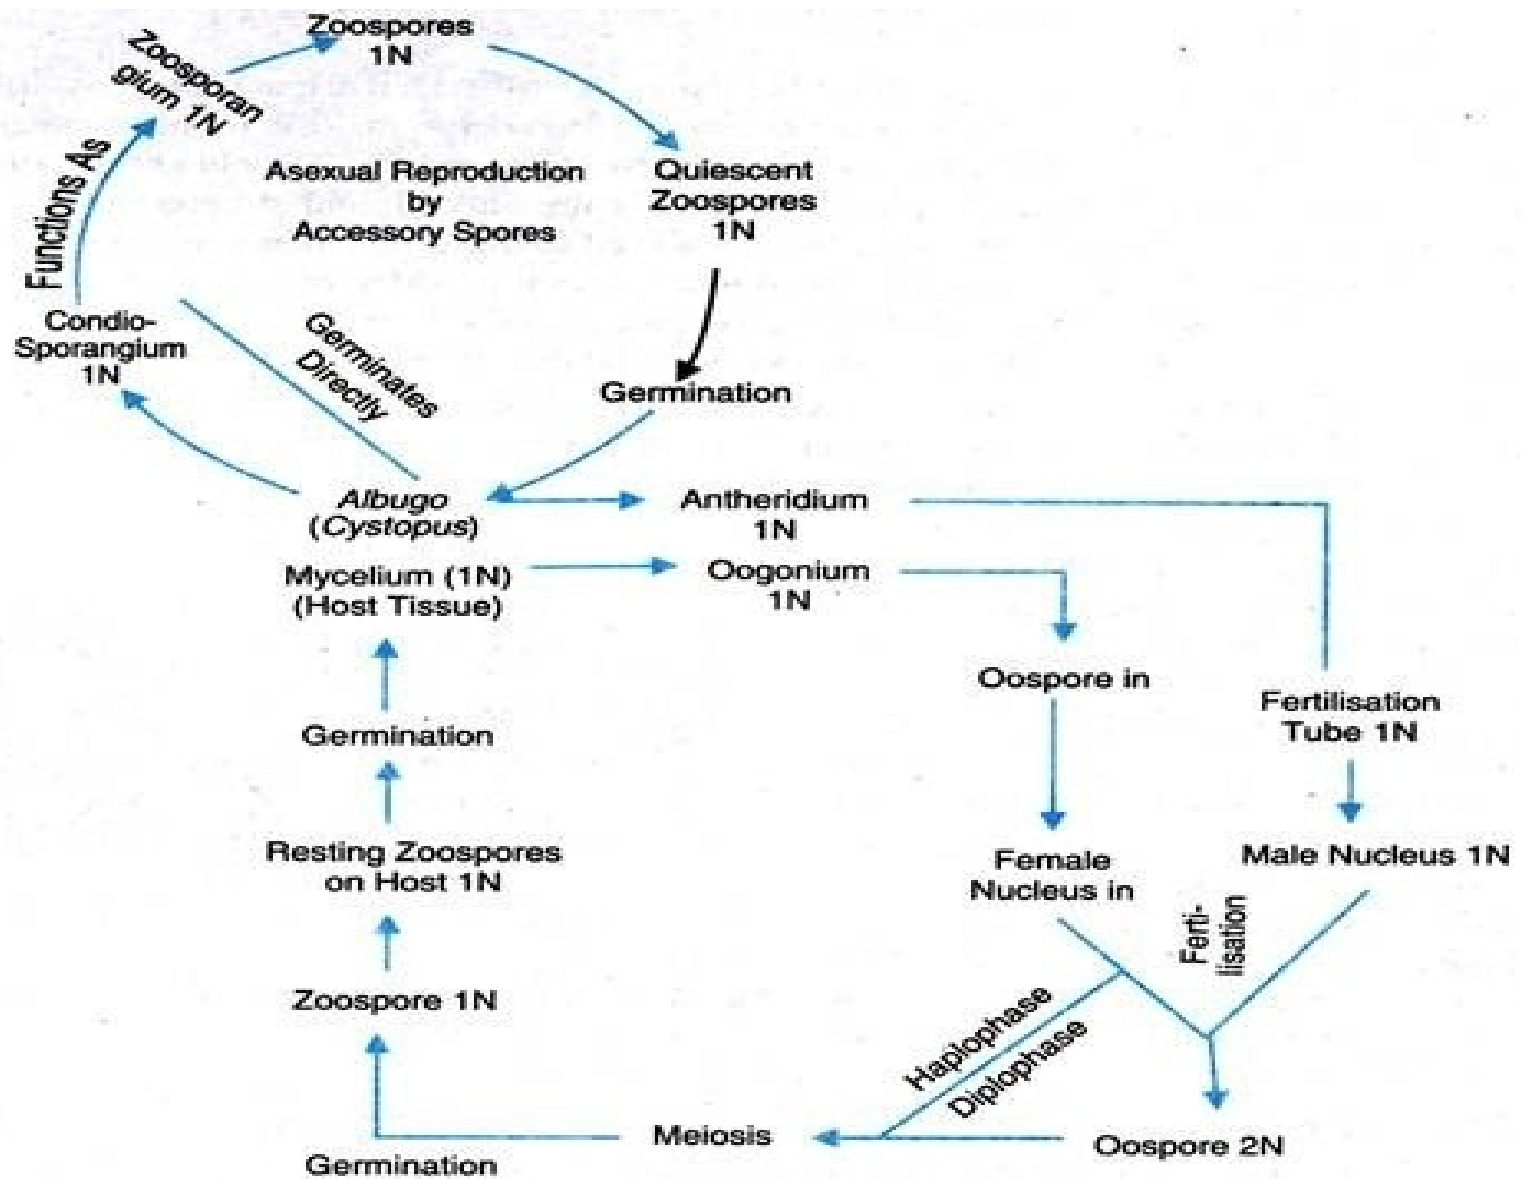 Zoospores
1N
Zoosporan
gium 1N
Functions As
Asexual Reproduction
by
Accessory Spores
Quiescent
Zoospores
1N
Condio-
Sporangium
1N
Germinates
Directly
Germination
Albugo
(Cystopus)
Mycelium (1N)
(Host Tissue)
Antheridium
1N
Oogonium
1N
Oospore in
Fertilisation
Tube 1N
Germination
Resting Zoospores
on Host 1N
Female
Nucleus in
Male Nucleus 1N
Ferti-
lisation
Zoospore 1N
Haplophase
Diplophase
Meiosis
Oospore 2N
Germination